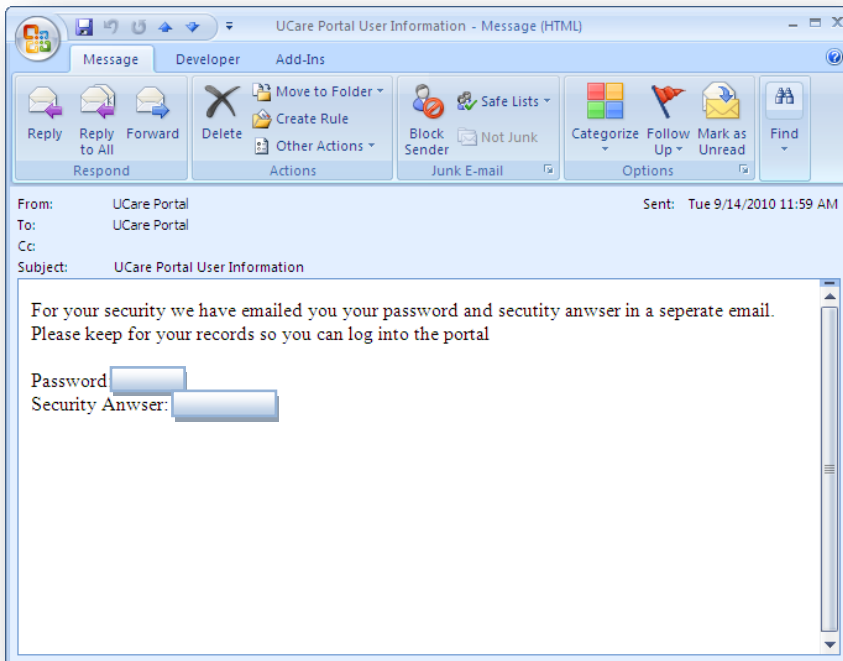 UCare Portal User Information - Message (HTML)
Message Developer Add-Ins
Reply
Reply to All
Forward
Respond
Delete
Move to Folder
Create Rule
Other Actions
Actions
Block Sender
Safe Lists
Not Junk
Junk E-mail
Categorize
Follow Up
Mark as Unread
Options
Find
From: UCare Portal
Sent: Tue 9/14/2010 11:59 AM
To: UCare Portal
Cc:
Subject: UCare Portal User Information
For your security we have emailed you your password and secutity anwser in a seperate email.
Please keep for your records so you can log into the portal
Password
Security Anwser: